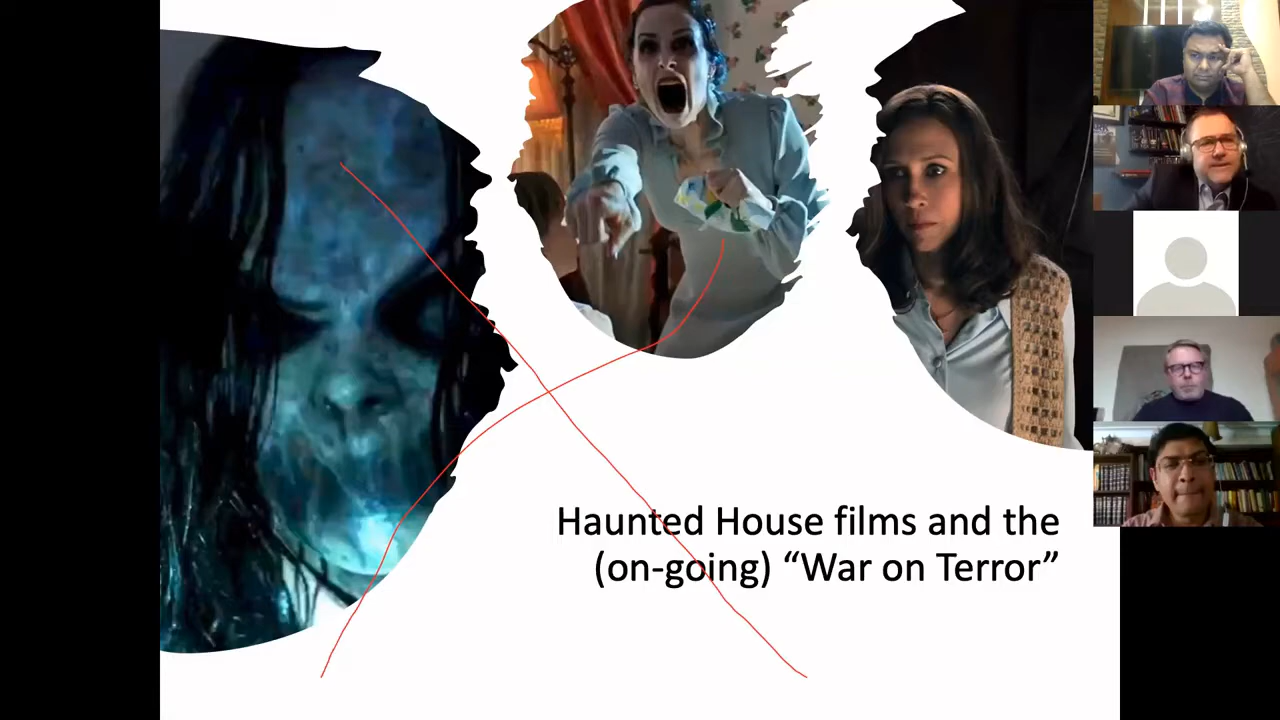 Haunted House films and the
(on-going) “War on Terror”